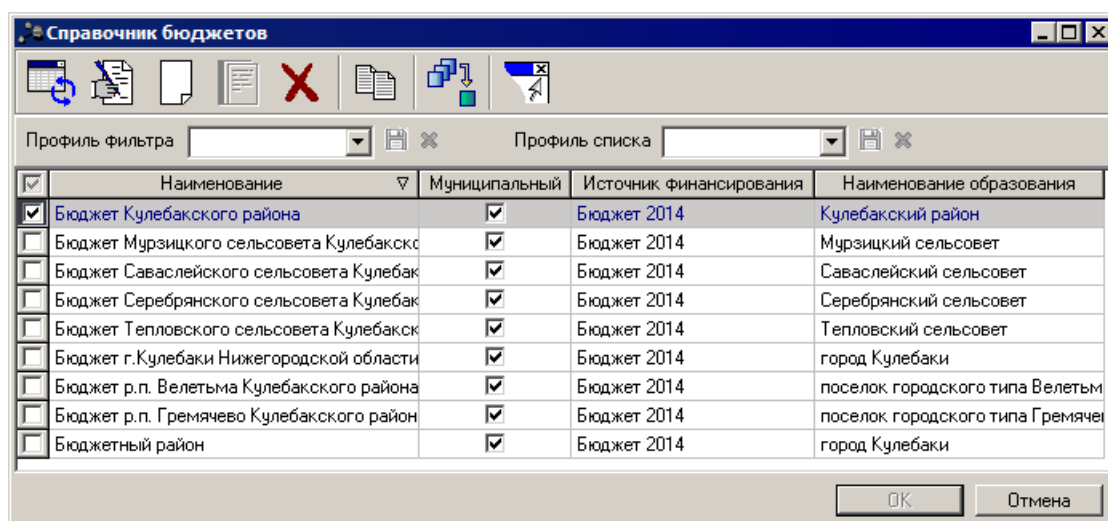 Справочник бюджетов
Профиль фильтра Профиль списка
Наименование Муниципальный Источник финансирования Наименование образования
Бюджет Кулебакского района Бюджет 2014 Кулебакский район
Бюджет Мурзицкого сельсовета Кулебакско Бюджет 2014 Мурзицкий сельсовет
Бюджет Саваслейского сельсовета Кулебак Бюджет 2014 Саваслейский сельсовет
Бюджет Серебрянского сельсовета Кулебак Бюджет 2014 Серебрянский сельсовет
Бюджет Тепловского сельсовета Кулебакск Бюджет 2014 Тепловский сельсовет
Бюджет г.Кулебаки Нижегородской области Бюджет 2014 город Кулебаки
Бюджет р.п. Велетьма Кулебакского района Бюджет 2014 поселок городского типа Велетьм
Бюджет р.п. Гремячево Кулебакского район Бюджет 2014 поселок городского типа Гремяче
Бюджетный район Бюджет 2014 город Кулебаки
OK Отмена